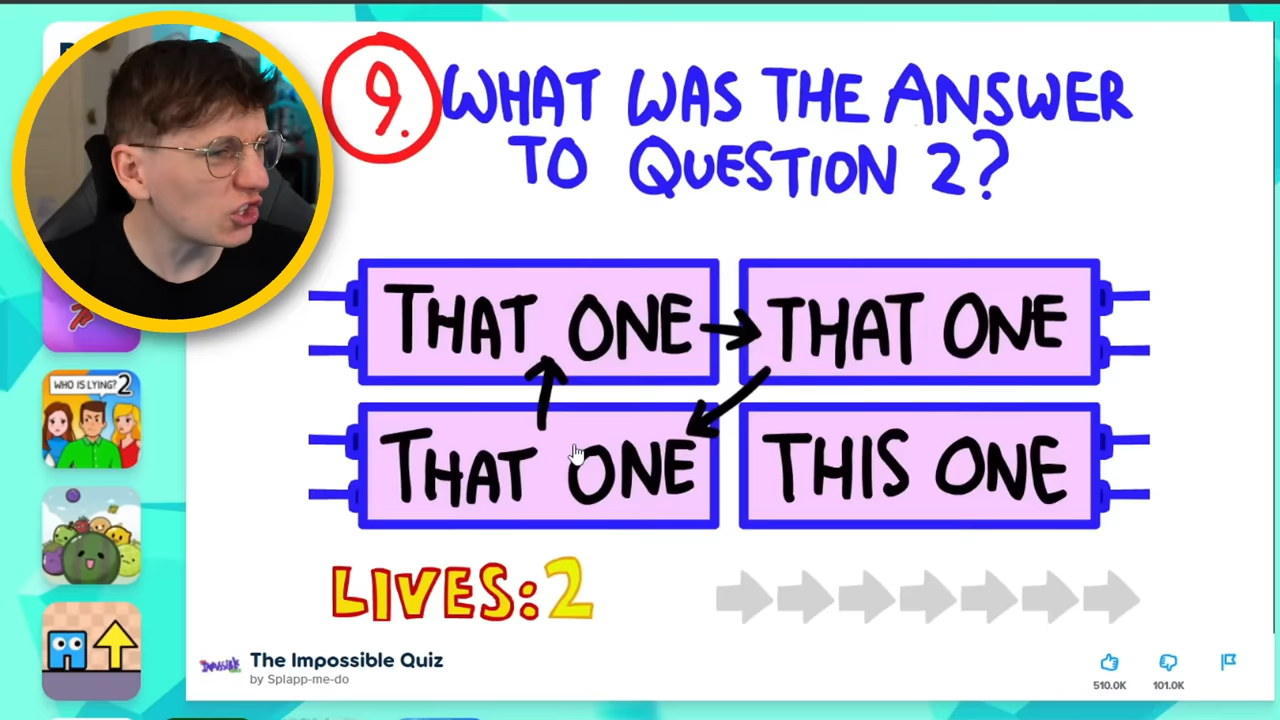 9. WHAT WAS THE ANSWER
TO QUESTION 2?
THAT ONE
THAT ONE
THAT ONE
THIS ONE
WHO IS LYING? 2
LIVES: 2
The Impossible Quiz
by Splapp-me-do
510.0K
101.0K